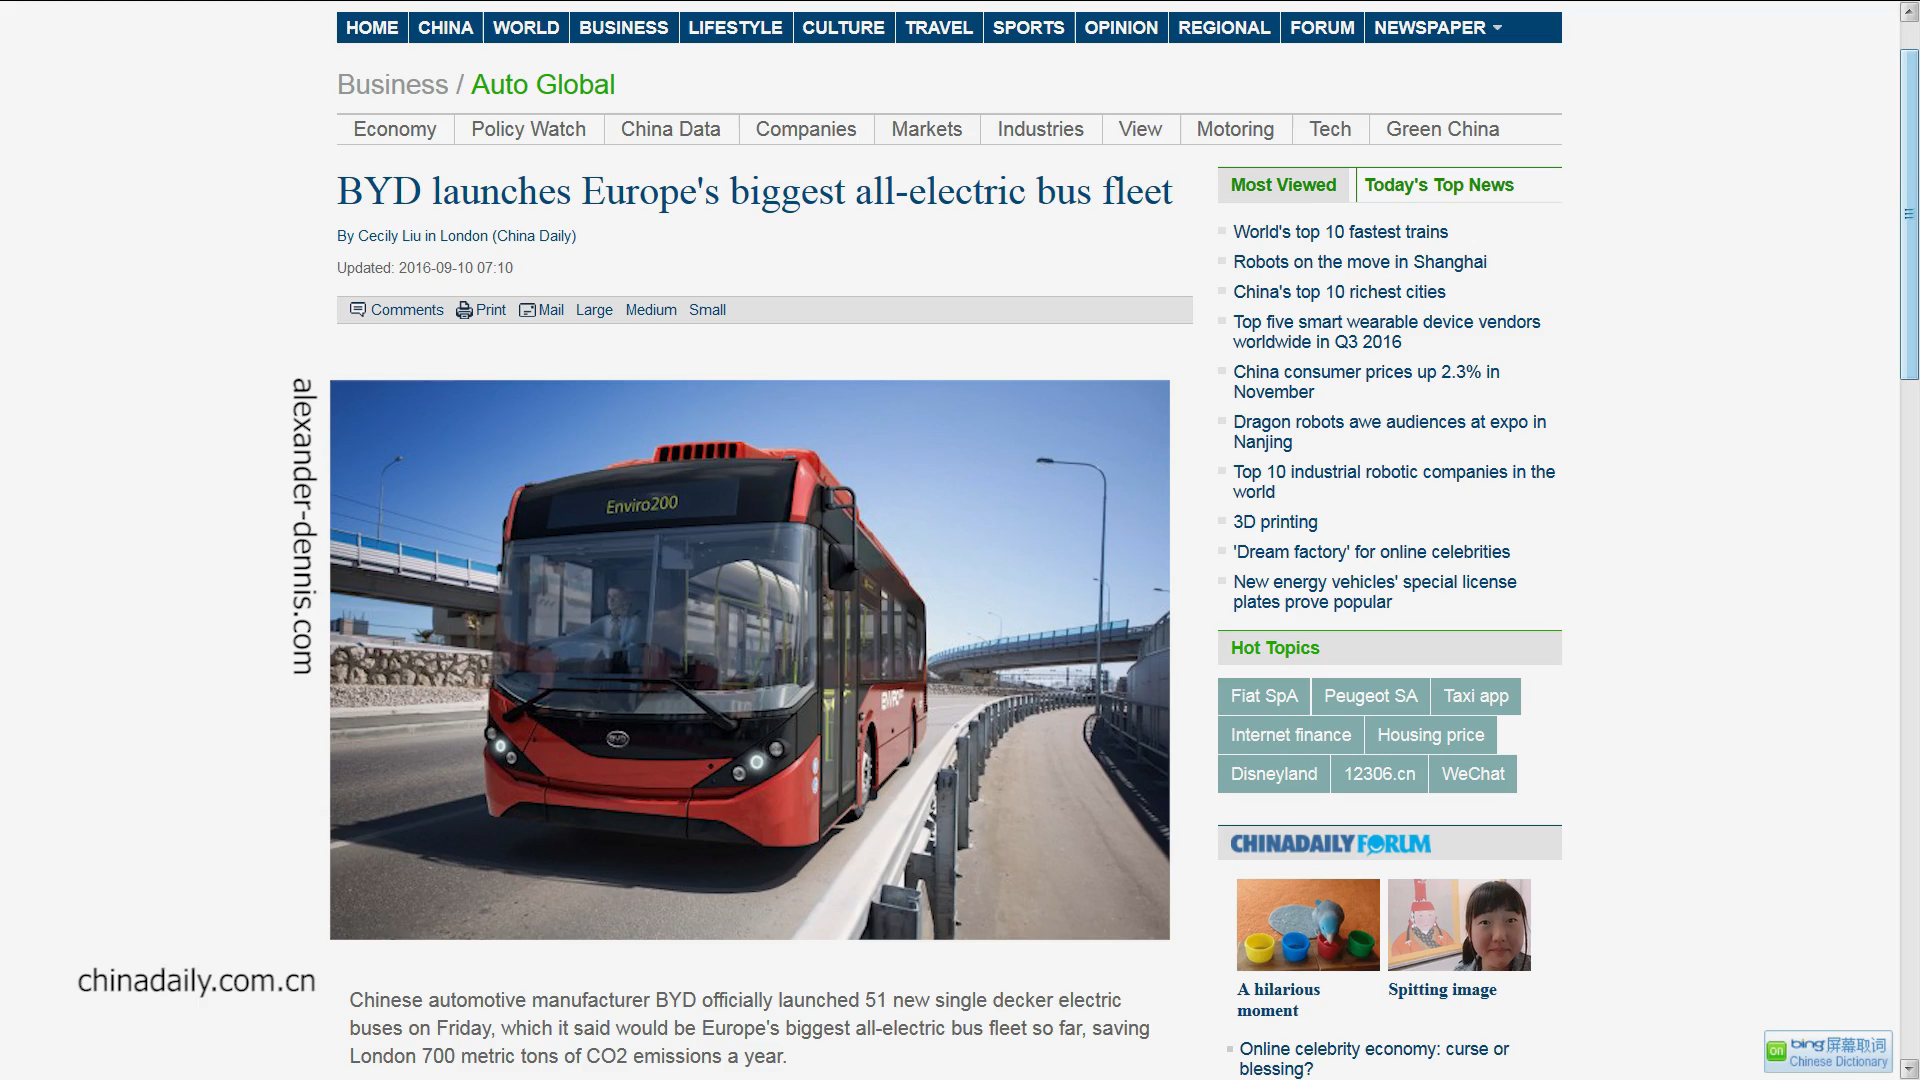 HOME CHINA WORLD BUSINESS LIFESTYLE CULTURE TRAVEL SPORTS OPINION REGIONAL FORUM NEWSPAPER
Business / Auto Global
Economy Policy Watch China Data Companies Markets Industries View Motoring Tech Green China
BYD launches Europe's biggest all-electric bus fleet
By Cecily Liu in London (China Daily)
Updated: 2016-09-10 07:10
Comments Print Mail Large Medium Small
alexander-dennis.com
Enviro200
BYD
chinadaily.com.cn
Chinese automotive manufacturer BYD officially launched 51 new single decker electric
buses on Friday, which it said would be Europe's biggest all-electric bus fleet so far, saving
London 700 metric tons of CO2 emissions a year.
Most Viewed Today's Top News
World's top 10 fastest trains
Robots on the move in Shanghai
China's top 10 richest cities
Top five smart wearable device vendors
worldwide in Q3 2016
China consumer prices up 2.3% in
November
Dragon robots awe audiences at expo in
Nanjing
Top 10 industrial robotic companies in the
world
3D printing
'Dream factory' for online celebrities
New energy vehicles' special license
plates prove popular
Hot Topics
Fiat SpA Peugeot SA Taxi app
Internet finance Housing price
Disneyland 12306.cn WeChat
CHINADAILY FORUM
A hilarious
moment
Spitting image
Online celebrity economy: curse or
blessing?
on bing屏幕取词
Chinese Dictionary